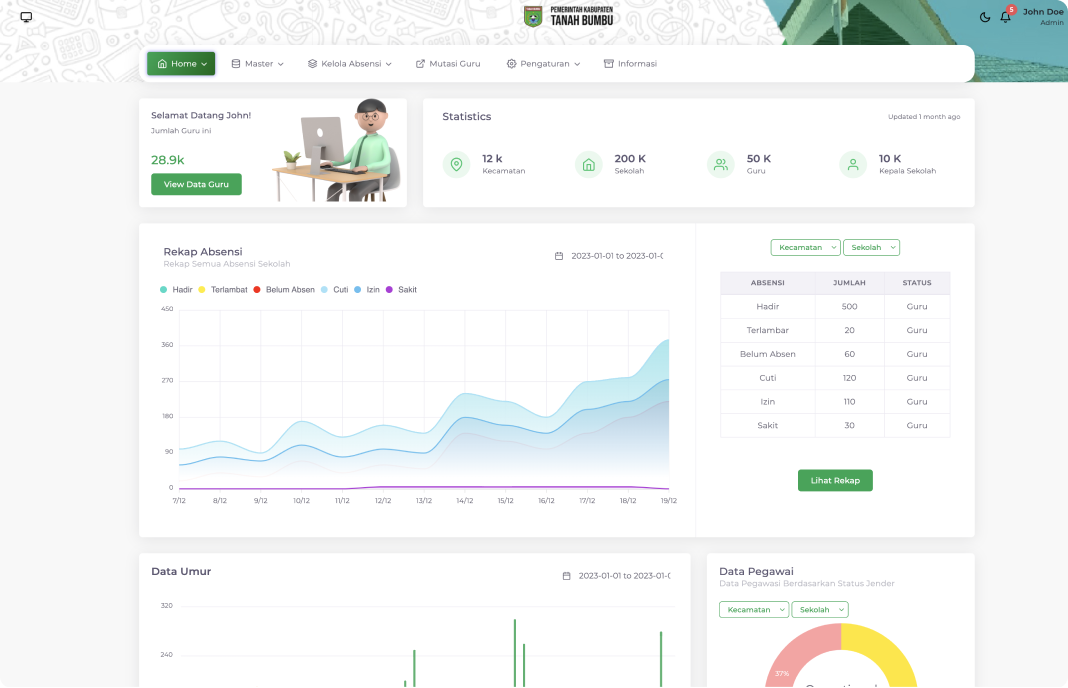 PEMERINTAH KABUPATEN
TANAH BUMBU
5
John Doe
Admin
Home
Master
Kelola Absensi
Mutasi Guru
Pengaturan
Informasi
Selamat Datang John!
Jumlah Guru ini
28.9k
View Data Guru
Statistics
Updated 1 month ago
12 k
Kecamatan
200 K
Sekolah
50 K
Guru
10 K
Kepala Sekolah
Rekap Absensi
Rekap Semua Absensi Sekolah
2023-01-01 to 2023-01-0
Hadir Terlambat Belum Absen Cuti Izin Sakit
450
360
270
180
90
0
7/12 8/12 9/12 10/12 11/12 12/12 13/12 14/12 15/12 16/12 17/12 18/12 19/12
Kecamatan Sekolah
ABSENSI JUMLAH STATUS
Hadir 500 Guru
Terlambar 20 Guru
Belum Absen 60 Guru
Cuti 120 Guru
Izin 110 Guru
Sakit 30 Guru
Lihat Rekap
Data Umur
2023-01-01 to 2023-01-0
320
240
Data Pegawai
Data Pegawasi Berdasarkan Status Jender
Kecamatan Sekolah
37%